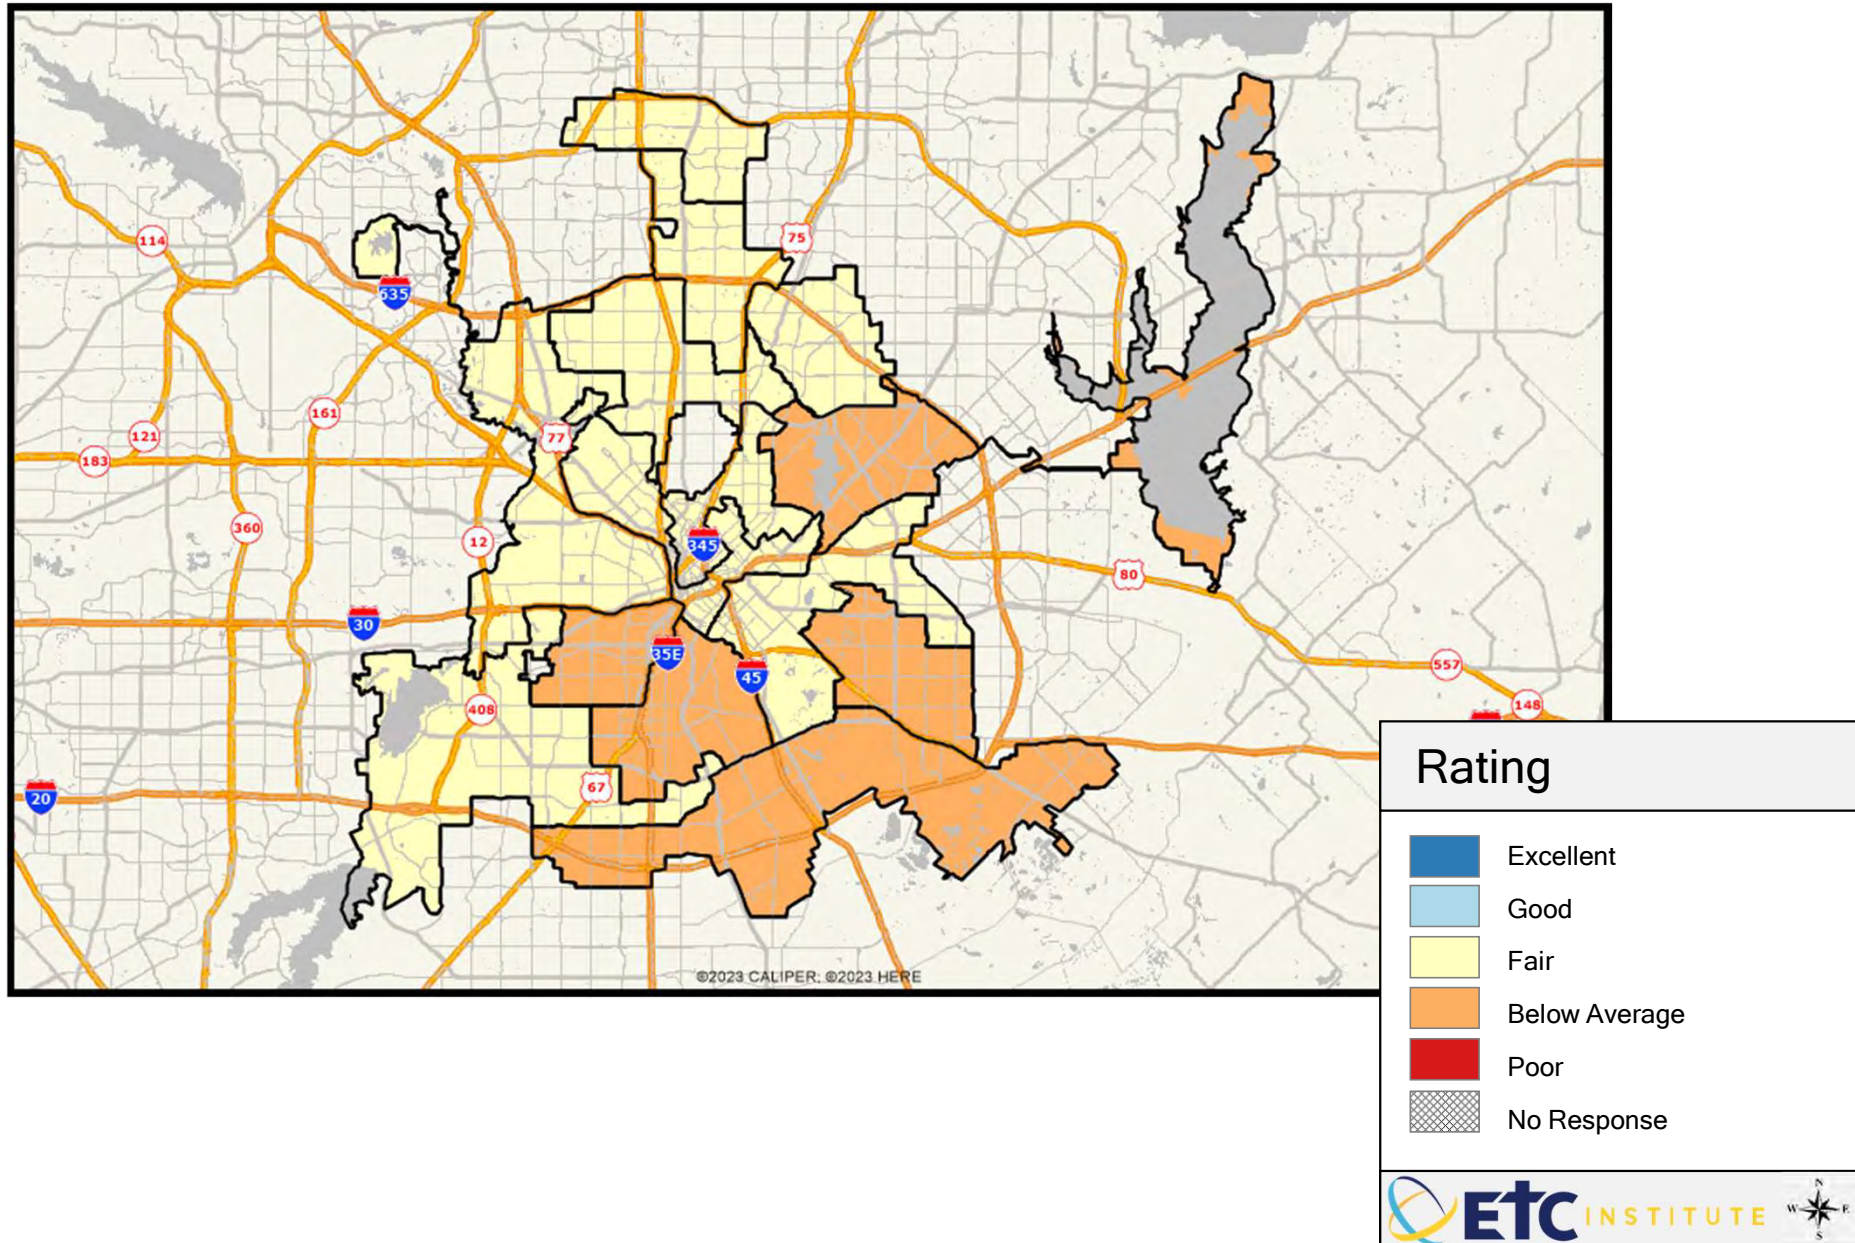 75
114
635
161
77
121
183
360
12
345
80
30
35E
45
557
408
148
67
20
©2023 CALIPER; ©2023 HERE
Rating
Excellent
Good
Fair
Below Average
Poor
No Response
ETC INSTITUTE
N
W E
S